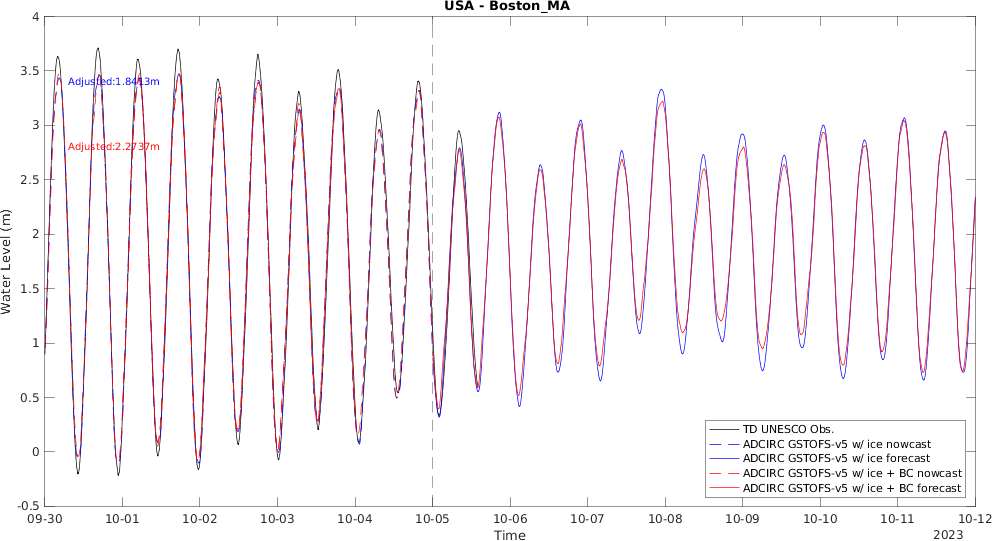 USA - Boston_MA
Water Level (m)
4
3.5
3
2.5
2
1.5
1
0.5
0
-0.5
Adjusted:1.8413m
Adjusted:2.2737m
TD UNESCO Obs.
ADCIRC GSTOFS-v5 w/ ice nowcast
ADCIRC GSTOFS-v5 w/ ice forecast
ADCIRC GSTOFS-v5 w/ ice + BC nowcast
ADCIRC GSTOFS-v5 w/ ice + BC forecast
09-30 10-01 10-02 10-03 10-04 10-05 10-06 10-07 10-08 10-09 10-10 10-11 10-12
Time
2023